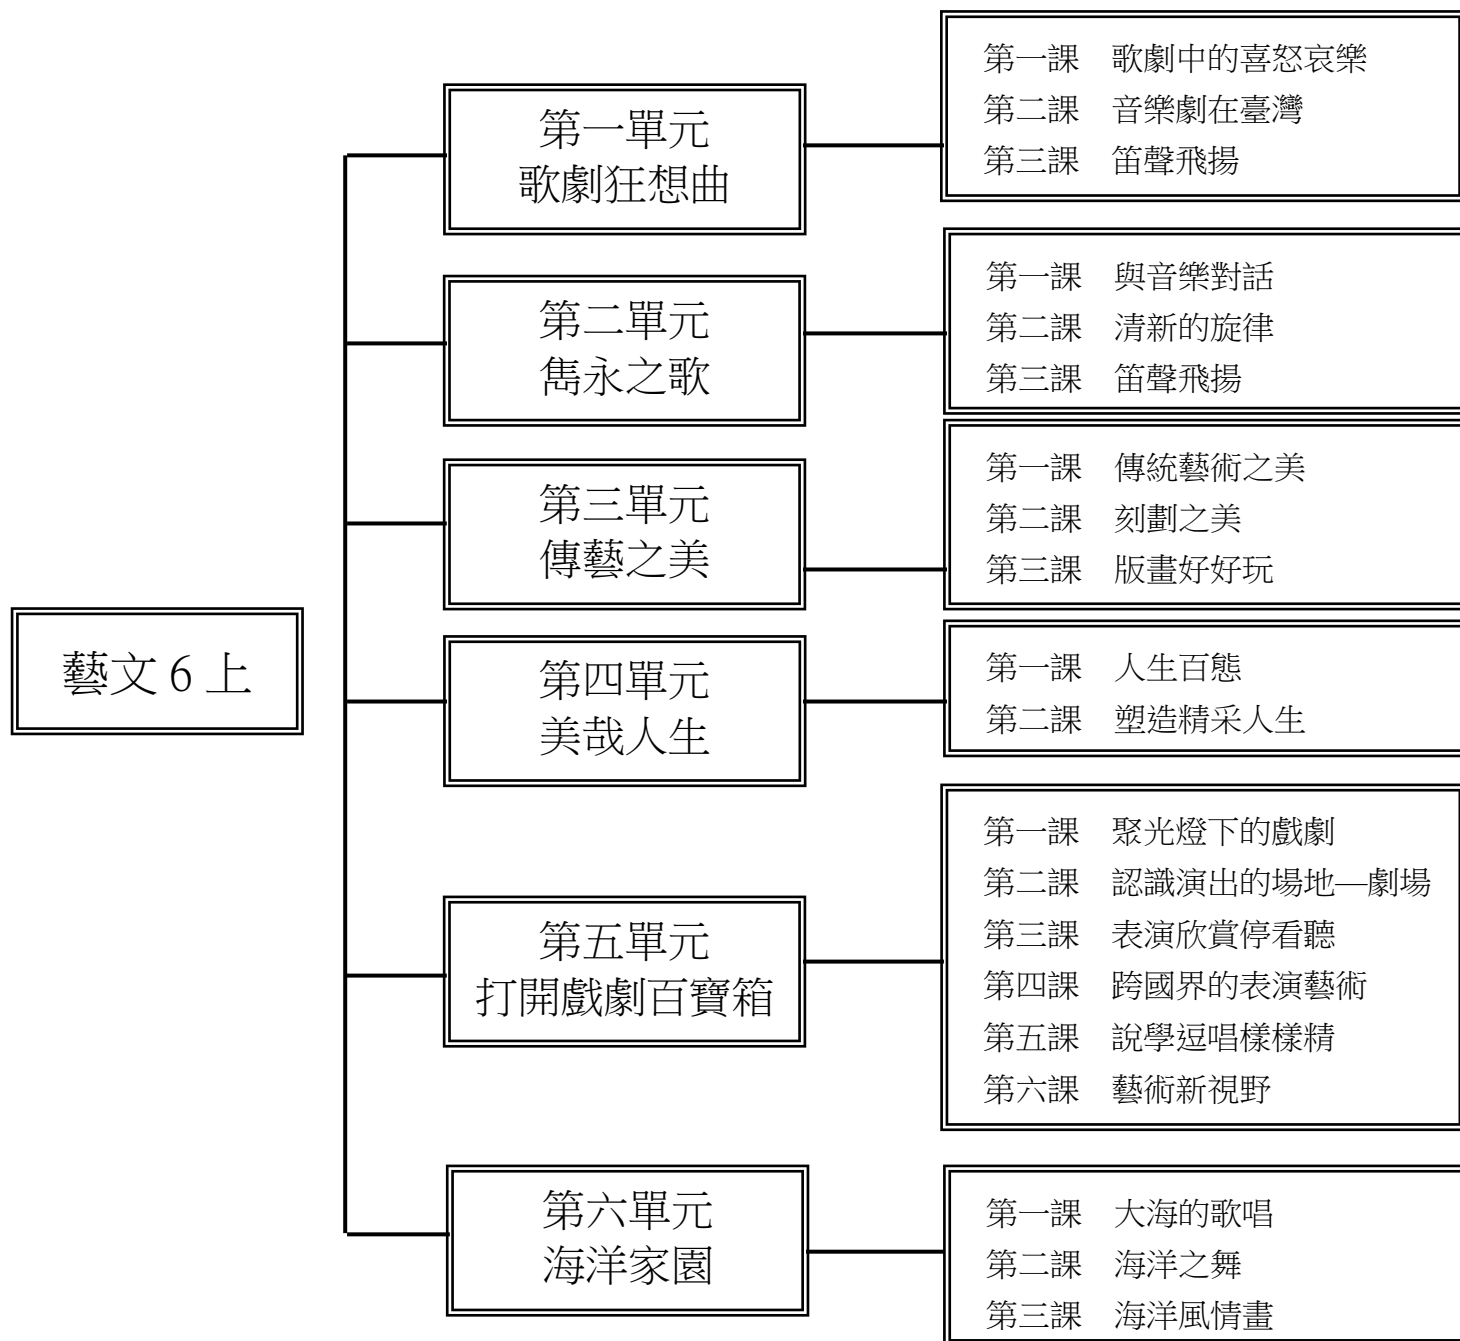 藝文6上
第一單元
歌劇狂想曲
第一課　歌劇中的喜怒哀樂
第二課　音樂劇在臺灣
第三課　笛聲飛揚
第二單元
雋永之歌
第一課　與音樂對話
第二課　清新的旋律
第三課　笛聲飛揚
第三單元
傳藝之美
第一課　傳統藝術之美
第二課　刻劃之美
第三課　版畫好好玩
第四單元
美哉人生
第一課　人生百態
第二課　塑造精采人生
第五單元
打開戲劇百寶箱
第一課　聚光燈下的戲劇
第二課　認識演出的場地—劇場
第三課　表演欣賞停看聽
第四課　跨國界的表演藝術
第五課　說學逗唱樣樣精
第六課　藝術新視野
第六單元
海洋家園
第一課　大海的歌唱
第二課　海洋之舞
第三課　海洋風情畫